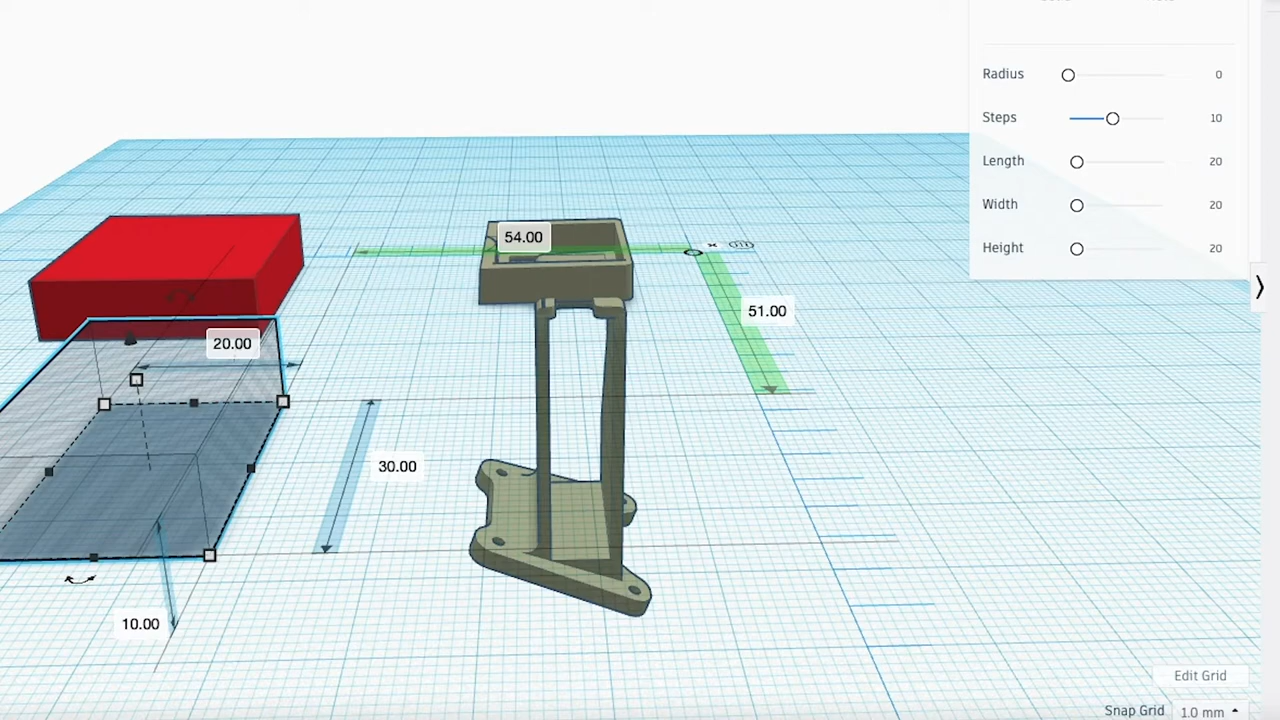 Radius 0
Steps 10
Length 20
Width 20
Height 20
54.00
51.00
20.00
30.00
10.00
Edit Grid
Snap Grid 1.0 mm